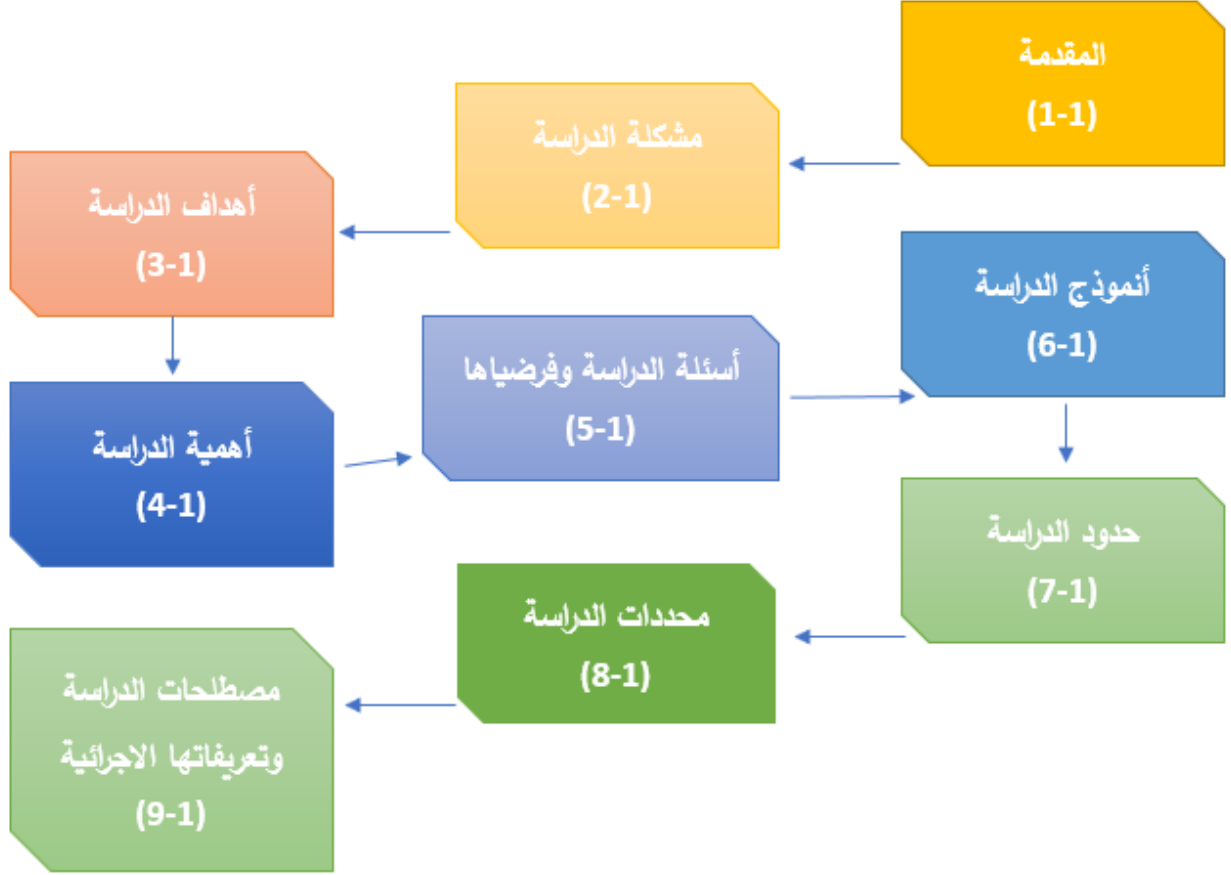 المقدمة
(1-1)
مشكلة الدراسة
(2-1)
أهداف الدراسة
(3-1)
أهمية الدراسة
(4-1)
أسئلة الدراسة وفرضياها
(5-1)
أنموذج الدراسة
(6-1)
حدود الدراسة
(7-1)
محددات الدراسة
(8-1)
مصطلحات الدراسة
وتعريفاتها الاجرائية
(9-1)